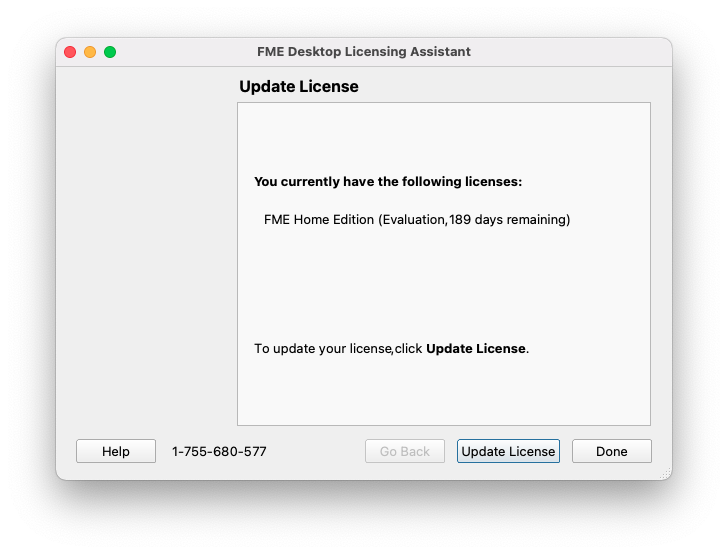 FME Desktop Licensing Assistant
Update License
You currently have the following licenses:
FME Home Edition (Evaluation,189 days remaining)
To update your license,click Update License.
Help
1-755-680-577
Go Back
Update License
Done